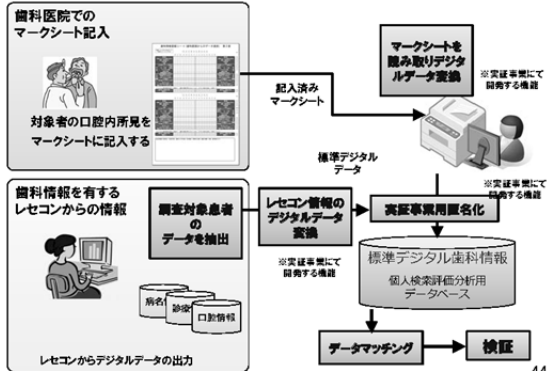 歯科医院での
マークシート記入
対象者の口腔内所見を
マークシートに記入する
記入済み
マークシート
マークシートを
読み取りデジタ
ルデータ変換
※実証事業にて
開発する機能
標準デジタル
データ
※実証事業にて
開発する機能
歯科情報を有する
レセコンからの情報
調査対象患者
の
データを抽出
レセコン情報の
デジタルデータ
変換
※実証事業にて
開発する機能
実証事業用匿名化
標準デジタル歯科情報
個人検索評価分析用
データベース
病名
診療
口腔情報
レセコンからデジタルデータの出力
データマッチング
検証
44